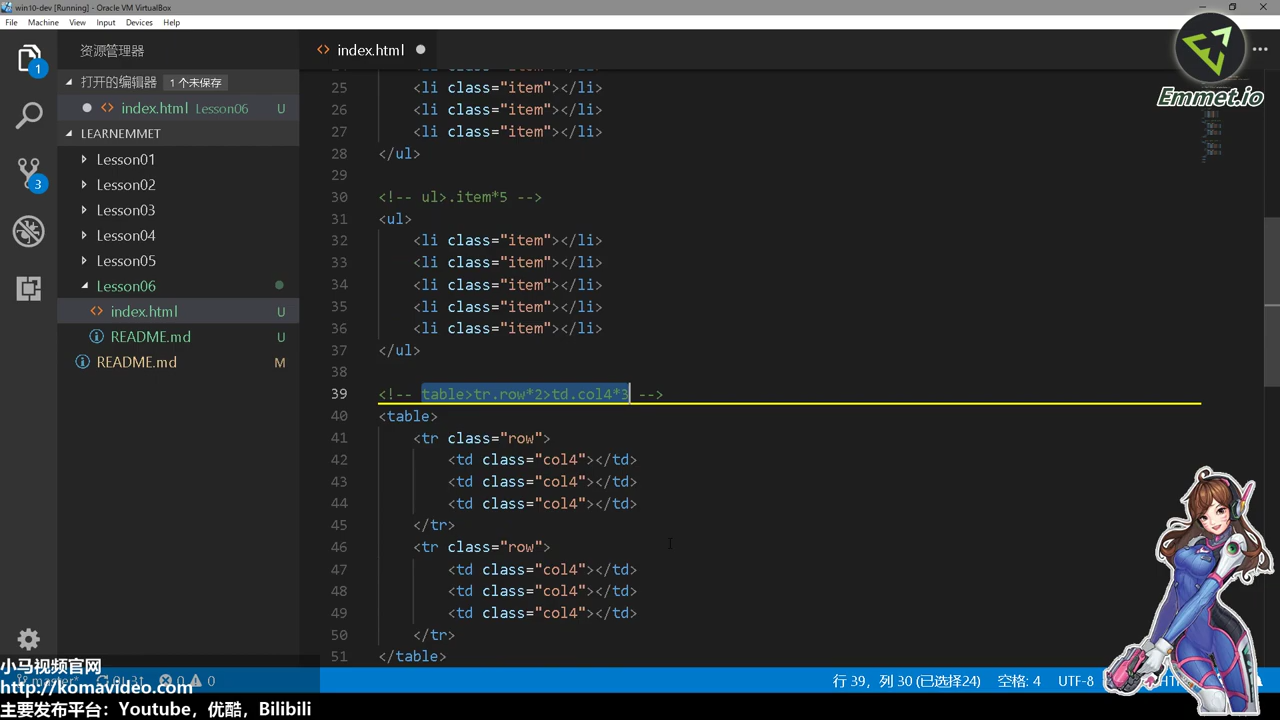 win10-dev [Running] - Oracle VM VirtualBox
File Machine View Input Devices Help
资源管理器
index.html
打开的编辑器 1 个未保存
index.html Lesson06 U
LEARNEMMET
Lesson01
Lesson02
Lesson03
Lesson04
Lesson05
Lesson06
index.html U
README.md U
README.md M
1
3
Emmet.io
25 <li class="item"></li>
26 <li class="item"></li>
27 <li class="item"></li>
28 </ul>
29
30 <!-- ul>.item*5 -->
31 <ul>
32 <li class="item"></li>
33 <li class="item"></li>
34 <li class="item"></li>
35 <li class="item"></li>
36 <li class="item"></li>
37 </ul>
38
39 <!-- table>tr.row*2>td.col4*3 -->
40 <table>
41 <tr class="row">
42 <td class="col4"></td>
43 <td class="col4"></td>
44 <td class="col4"></td>
45 </tr>
46 <tr class="row">
47 <td class="col4"></td>
48 <td class="col4"></td>
49 <td class="col4"></td>
50 </tr>
51 </table>
小马视频官网
http://komavideo.com
主要发布平台：Youtube，优酷，Bilibili
master* 0 0
行 39，列 30 (已选择24) 空格: 4 UTF-8